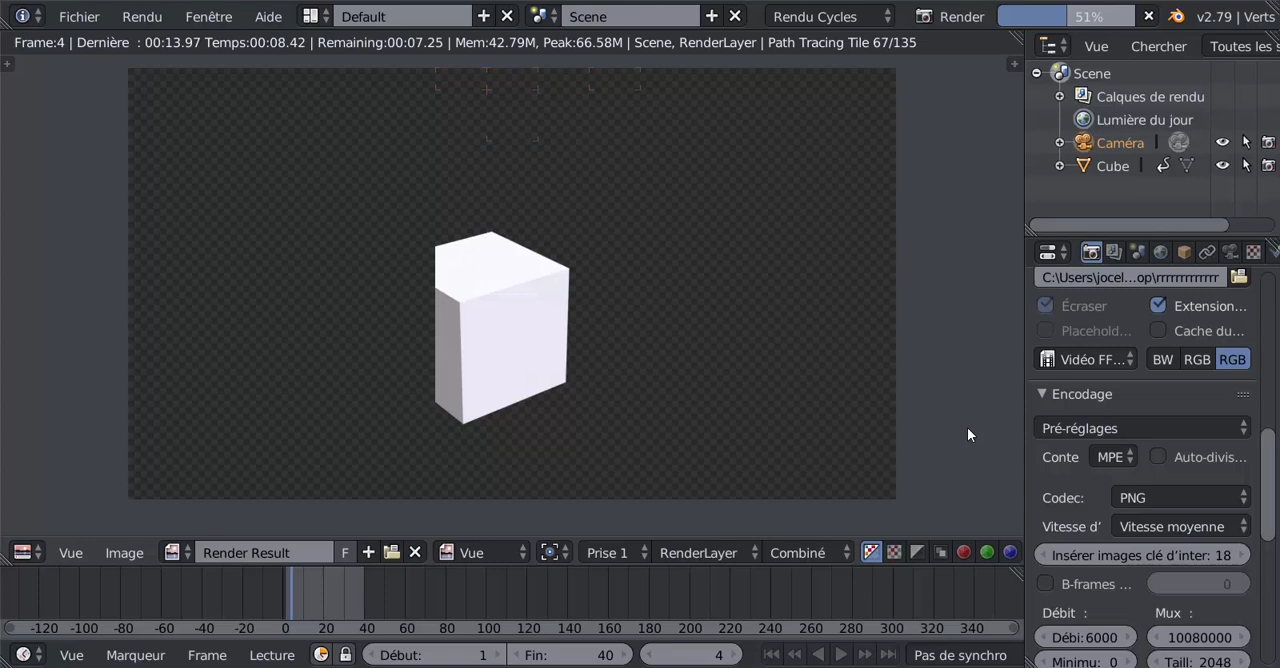 Fichier Rendu Fenêtre Aide Default Scene Rendu Cycles Render 51% v2.79 | Verts
Frame:4 | Dernière : 00:13.97 Temps:00:08.42 | Remaining:00:07.25 | Mem:42.79M, Peak:66.58M | Scene, RenderLayer | Path Tracing Tile 67/135
Vue Chercher Toutes les s
Scene
Calques de rendu
Lumière du jour
Caméra
Cube
C:\Users\jocel...op\rrrrrrrrrrrr
Écraser Extension...
Placehold... Cache du...
Vidéo FF... BW RGB RGB
Encodage
Pré-réglages
Conte MPE Auto-divis...
Codec: PNG
Vitesse d' Vitesse moyenne
Insérer images clé d'inter: 18
B-frames ... 0
Débit : Mux :
Débi: 6000 10080000
Minimu: 0 Taill: 2048
Vue Image Render Result F Vue Prise 1 RenderLayer Combiné
-120 -100 -80 -60 -40 -20 0 20 40 60 80 100 120 140 160 180 200 220 240 260 280 300 320 340
Vue Marqueur Frame Lecture Début: 1 Fin: 40 4 Pas de synchro